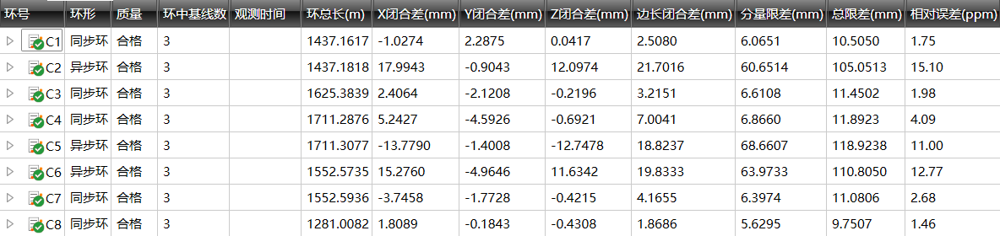 环号 环形 质量 环中基线数 观测时间 环总长(m) X闭合差(mm) Y闭合差(mm) Z闭合差(mm) 边长闭合差(mm) 分量限差(mm) 总限差(mm) 相对误差(ppm)
C1 同步环 合格 3 1437.1617 -1.0274 2.2875 0.0417 2.5080 6.0651 10.5050 1.75
C2 异步环 合格 3 1437.1818 17.9943 -0.9043 12.0974 21.7016 60.6514 105.0513 15.10
C3 同步环 合格 3 1625.3839 2.4064 -2.1208 -0.2196 3.2151 6.6108 11.4502 1.98
C4 同步环 合格 3 1711.2876 5.2427 -4.5926 -0.6921 7.0041 6.8660 11.8923 4.09
C5 异步环 合格 3 1711.3077 -13.7790 -1.4008 -12.7478 18.8237 68.6607 118.9238 11.00
C6 异步环 合格 3 1552.5735 15.2760 -4.9646 11.6342 19.8333 63.9733 110.8050 12.77
C7 同步环 合格 3 1552.5936 -3.7458 -1.7728 -0.4215 4.1655 6.3974 11.0806 2.68
C8 同步环 合格 3 1281.0082 1.8089 -0.1843 -0.4308 1.8686 5.6295 9.7507 1.46